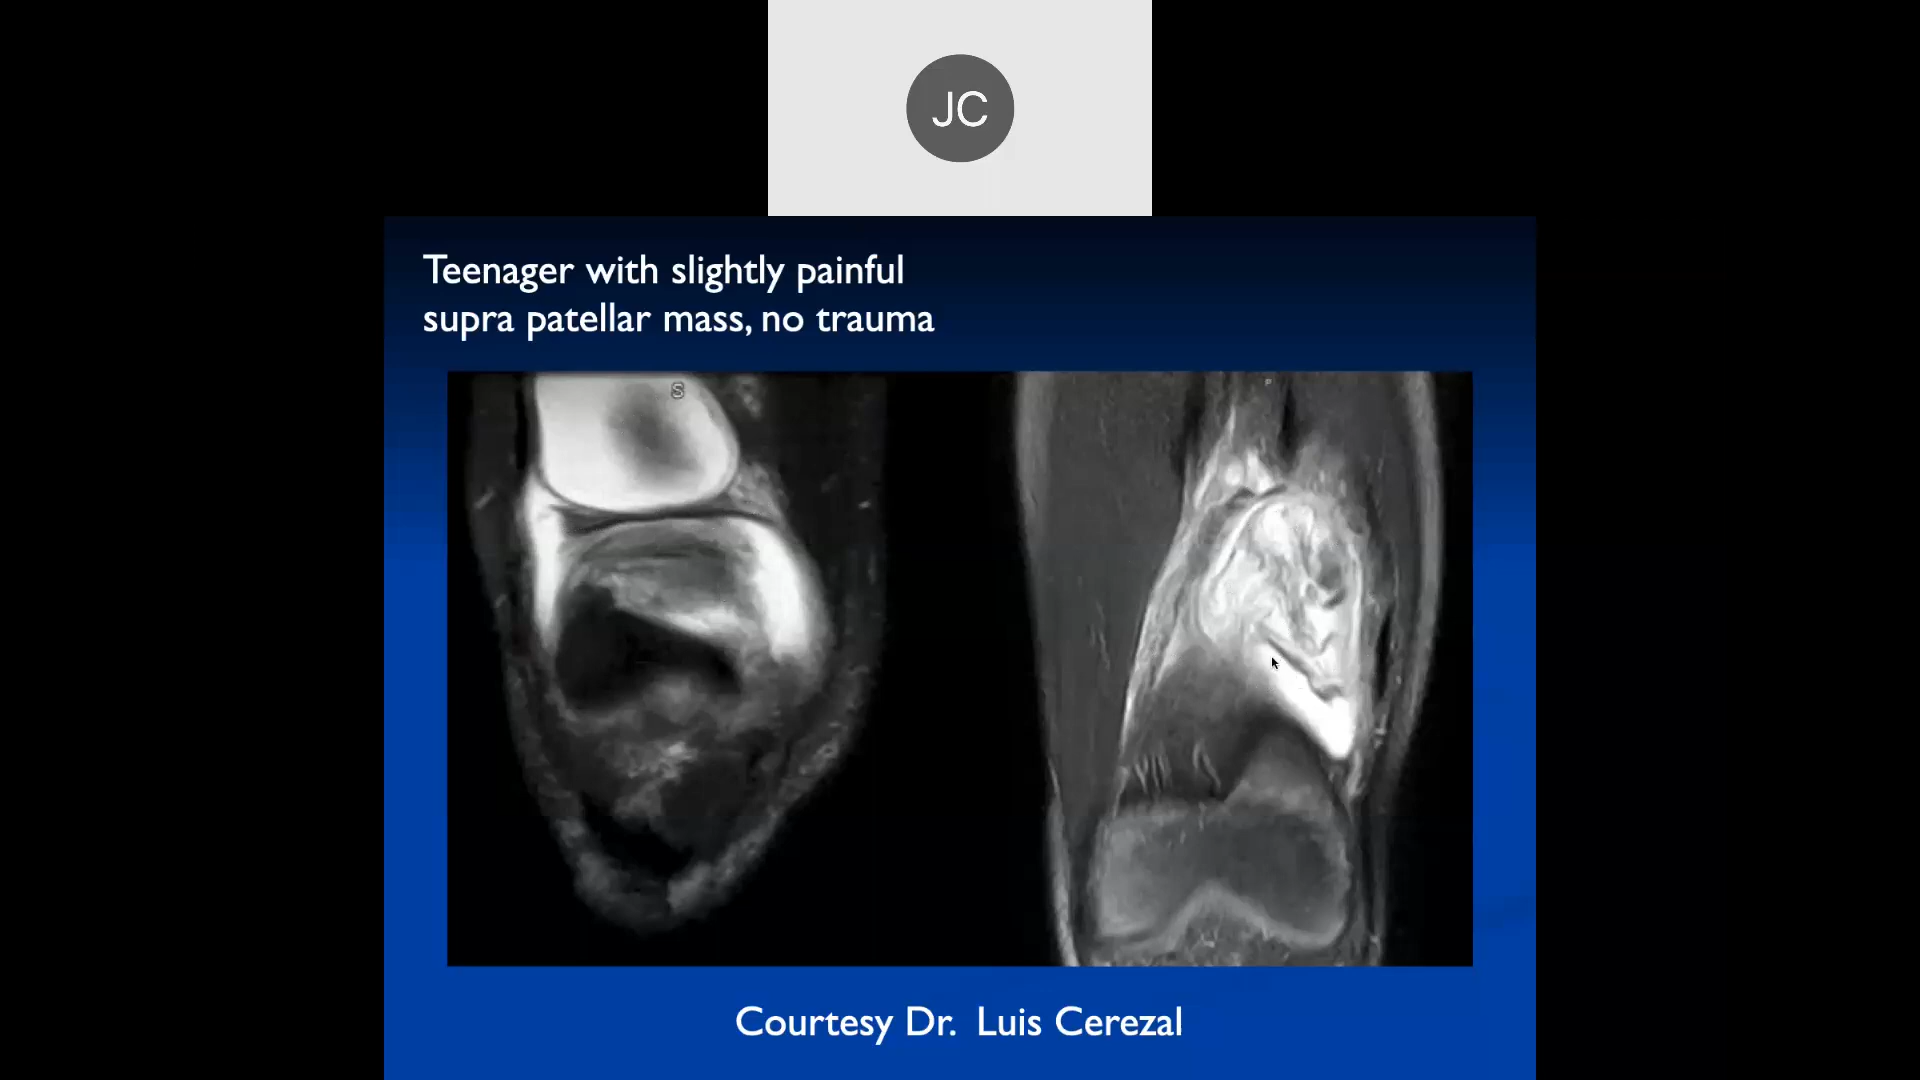 JC
Teenager with slightly painful
supra patellar mass, no trauma
S
Courtesy Dr. Luis Cerezal